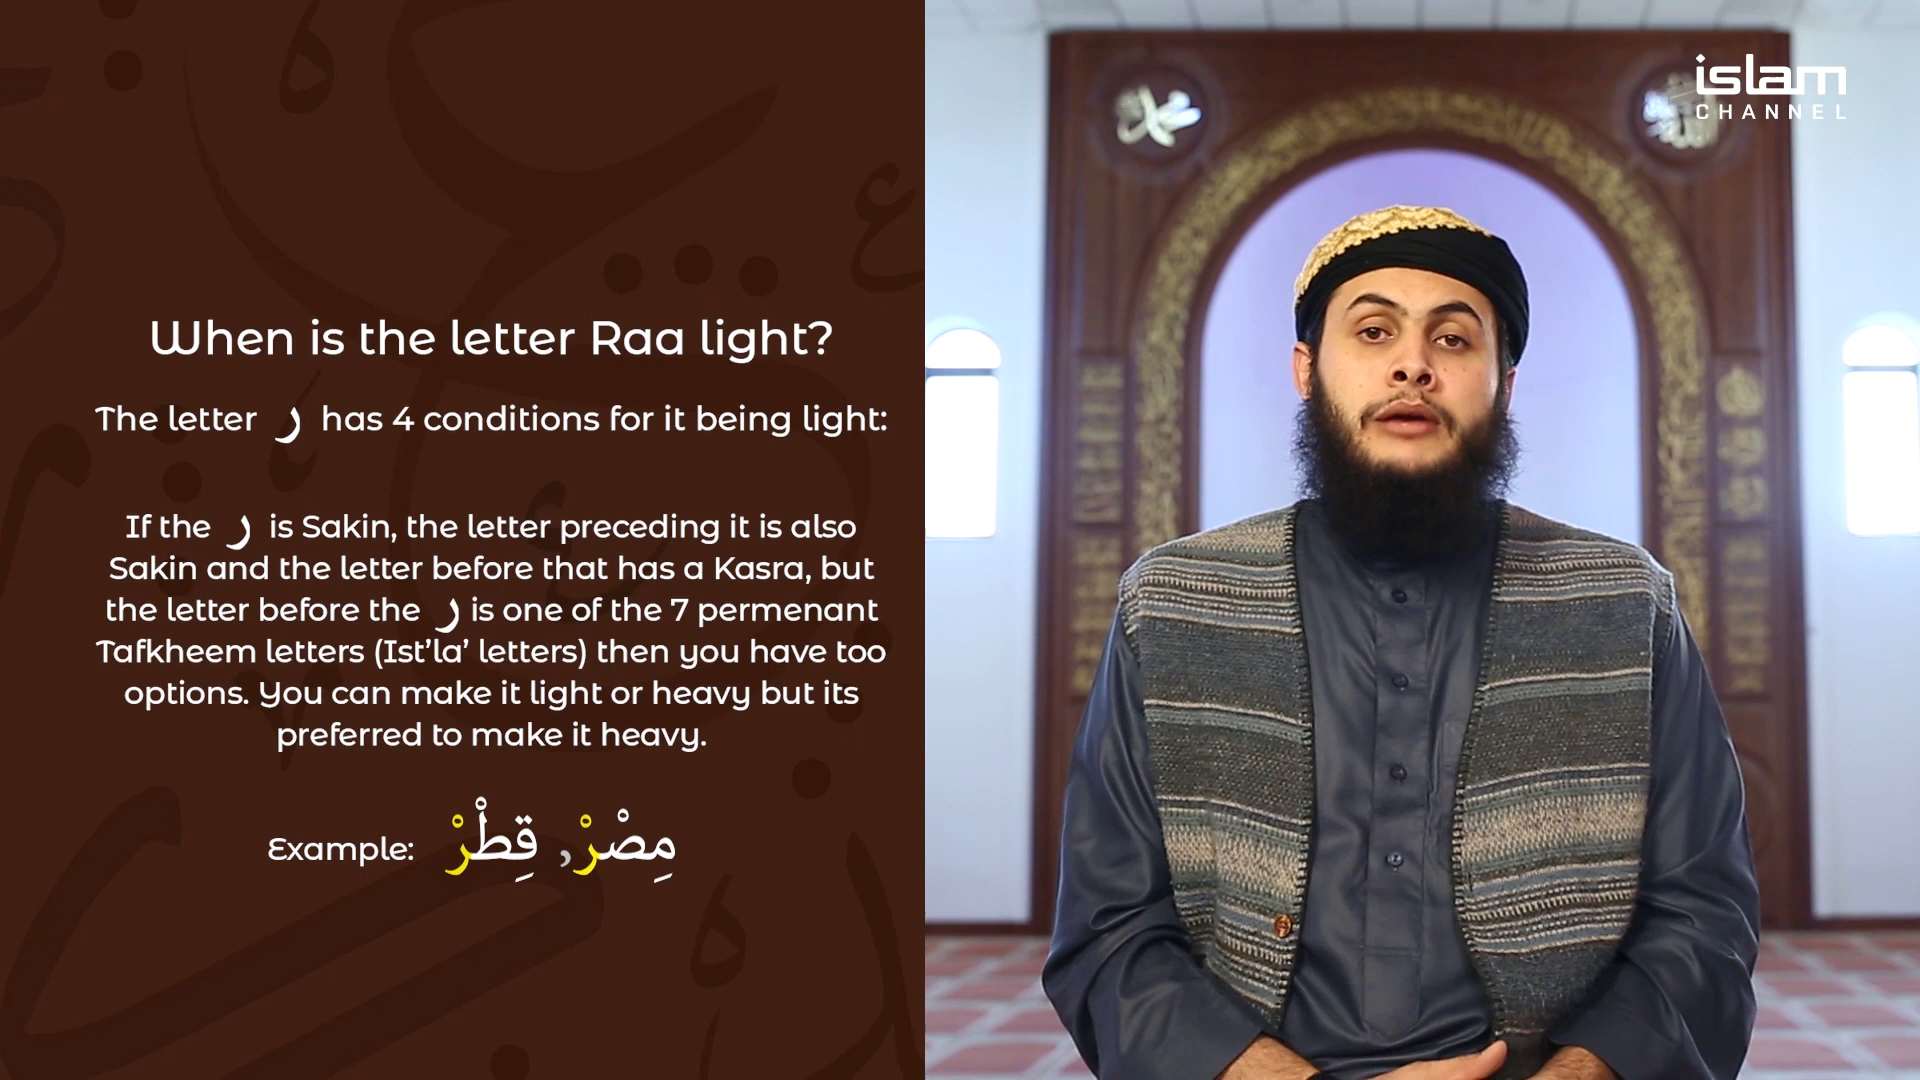 When is the letter Raa light?
The letter ر has 4 conditions for it being light:
If the ر is Sakin, the letter preceding it is also
Sakin and the letter before that has a Kasra, but
the letter before the ر is one of the 7 permenant
Tafkheem letters (Ist'la' letters) then you have too
options. You can make it light or heavy but its
preferred to make it heavy.
Example: مِصْرْ, قِطْرْ
islam
CHANNEL
محمد
الله